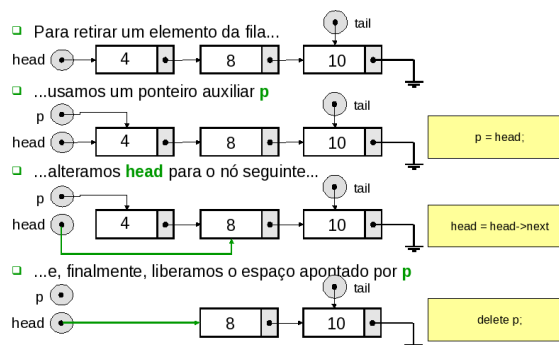 Para retirar um elemento da fila...
tail
head 4 8 10
...usamos um ponteiro auxiliar p
p tail
head 4 8 10
p = head;
...alteramos head para o nó seguinte...
p tail
head 4 8 10
head = head->next
...e, finalmente, liberamos o espaço apontado por p
p tail
head 8 10
delete p;